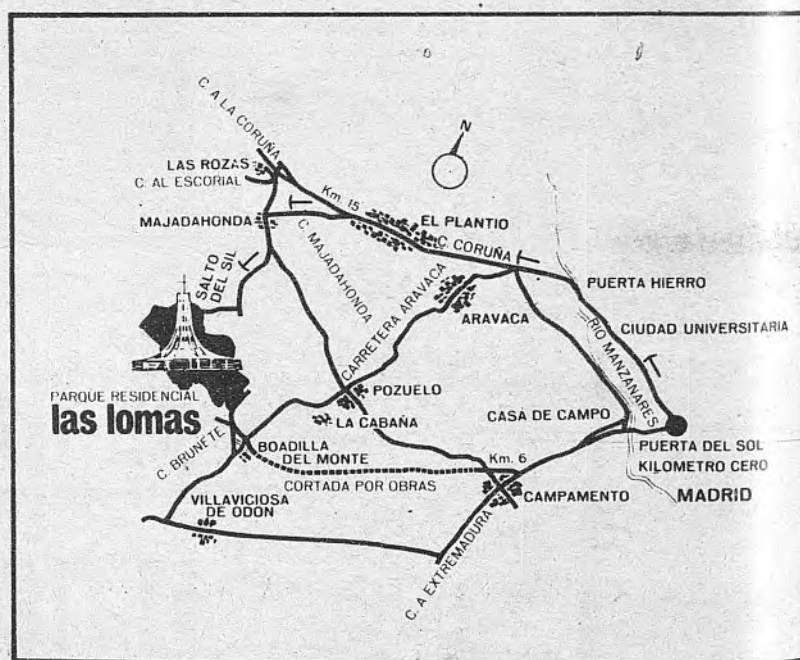 C. A LA CORUÑA
N
LAS ROZAS
C. AL ESCORIAL
Km. 15
MAJADAHONDA
EL PLANTIO
C. CORUÑA
C. MAJADAHONDA
SALTO
DEL SIL
PUERTA HIERRO
CARRETERA ARAVACA
ARAVACA
CIUDAD UNIVERSITARIA
RIO MANZANARES
PARQUE RESIDENCIAL
las lomas
POZUELO
LA CABAÑA
CASA DE CAMPO
C. BRUNETE
BOADILLA
DEL MONTE
Km. 6
PUERTA DEL SOL
KILOMETRO CERO
CORTADA POR OBRAS
MADRID
VILLAVICIOSA
DE ODON
CAMPAMENTO
C. A EXTREMADURA